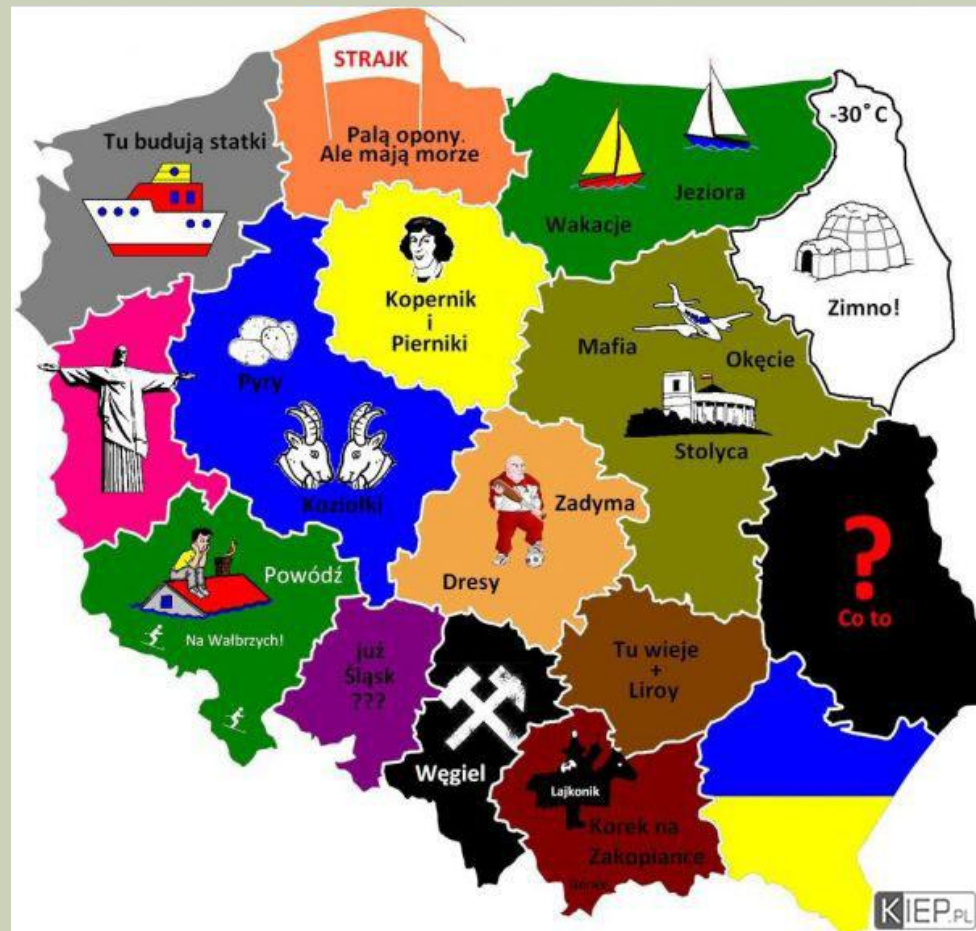 STRAJK
Palą opony.
Ale mają morze
Tu budują statki
-30°C
Jeziora
Wakacje
Zimno!
Kopernik
i
Pierniki
Mafia
Okęcie
Stolyca
Pyry
Koziołki
Zadyma
Dresy
?
Co to
Powódź
Na Wałbrzych!
już
Śląsk
???
Tu wieje
+
Liroy
Węgiel
Lajkonik
Korek na
Zakopiance
KIEP.PL